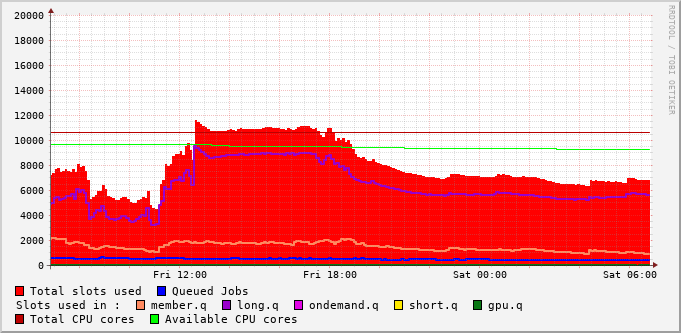 20000
18000
16000
14000
12000
10000
8000
6000
4000
2000
0
Fri 12:00 Fri 18:00 Sat 00:00 Sat 06:00
Total slots used Queued Jobs
Slots used in : member.q long.q ondemand.q short.q gpu.q
Total CPU cores Available CPU cores
RRDTOOL / TOBI OETIKER